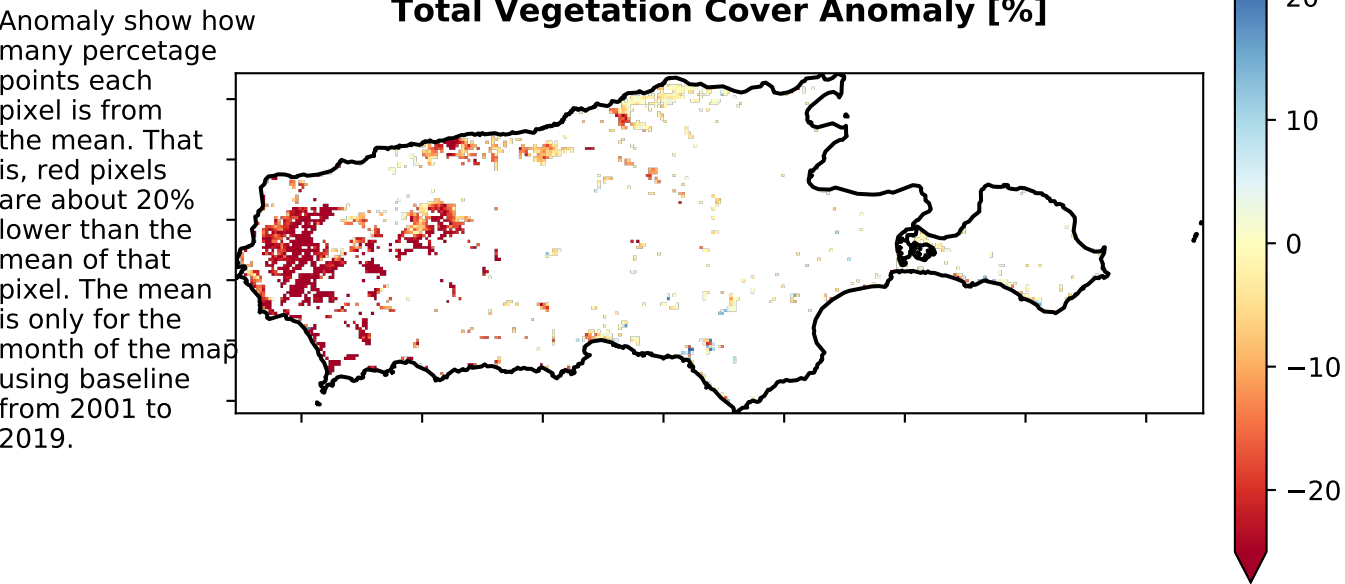 Total Vegetation Cover Anomaly [%]
Anomaly show how
many percetage
points each
pixel is from
the mean. That
is, red pixels
are about 20%
lower than the
mean of that
pixel. The mean
is only for the
month of the map
using baseline
from 2001 to
2019.
20
10
0
−10
−20